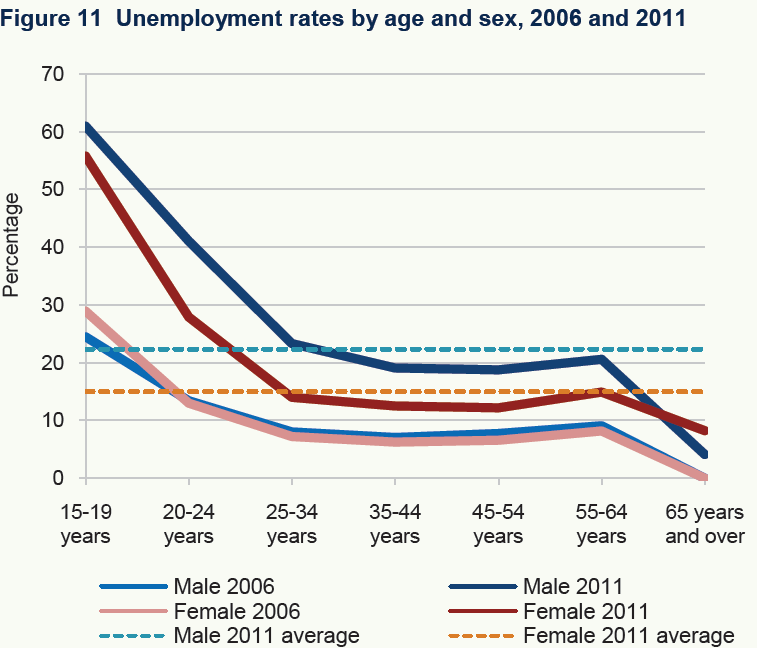 Figure 11 Unemployment rates by age and sex, 2006 and 2011
Percentage
70
60
50
40
30
20
10
0
15-19 years
20-24 years
25-34 years
35-44 years
45-54 years
55-64 years
65 years and over
Male 2006
Male 2011
Female 2006
Female 2011
Male 2011 average
Female 2011 average